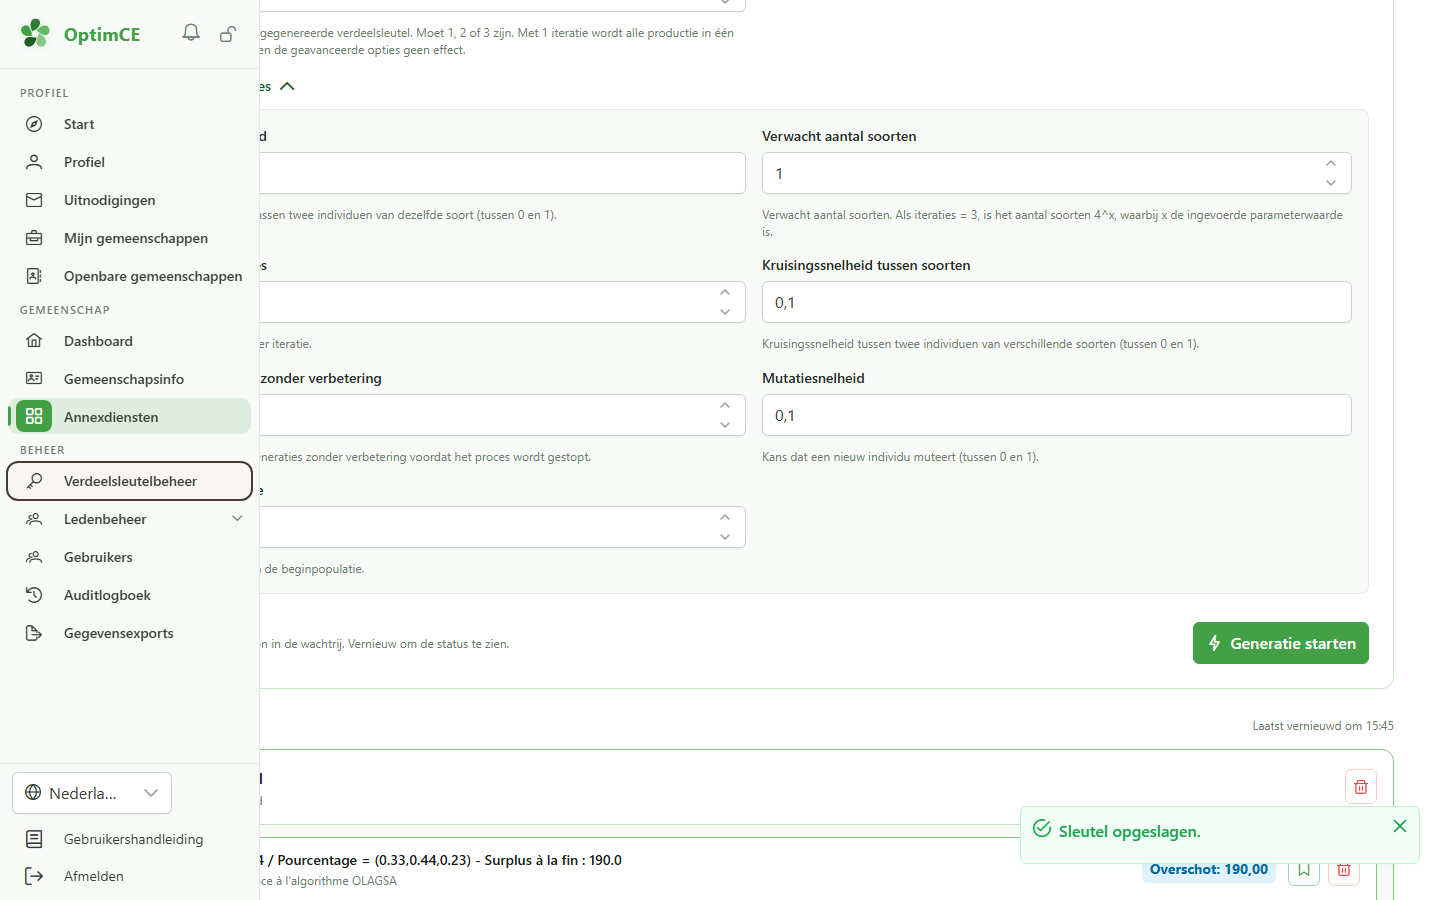 OptimCE
PROFIEL
Start
Profiel
Uitnodigingen
Mijn gemeenschappen
Openbare gemeenschappen
GEMEENSCHAP
Dashboard
Gemeenschapsinfo
Annexdiensten
BEHEER
Verdeelsleutelbeheer
Ledenbeheer
Gebruikers
Auditlogboek
Gegevensexports
Nederla...
Gebruikershandleiding
Afmelden
gegenereerde verdeelsleutel. Moet 1, 2 of 3 zijn. Met 1 iteratie wordt alle productie in één
en de geavanceerde opties geen effect.
es
d
Verwacht aantal soorten
1
ussen twee individuen van dezelfde soort (tussen 0 en 1).
Verwacht aantal soorten. Als iteraties = 3, is het aantal soorten 4^x, waarbij x de ingevoerde parameterwaarde
is.
s
Kruisingssnelheid tussen soorten
0,1
er iteratie.
Kruisingssnelheid tussen twee individuen van verschillende soorten (tussen 0 en 1).
zonder verbetering
Mutatiesnelheid
0,1
neraties zonder verbetering voordat het proces wordt gestopt.
Kans dat een nieuw individu muteert (tussen 0 en 1).
e
de beginpopulatie.
n in de wachtrij. Vernieuw om de status te zien.
Generatie starten
Laatst vernieuwd om 15:45
Sleutel opgeslagen.
4 / Pourcentage = (0.33,0.44,0.23) - Surplus à la fin : 190.0
ce à l'algorithme OLAGSA
Overschot: 190,00